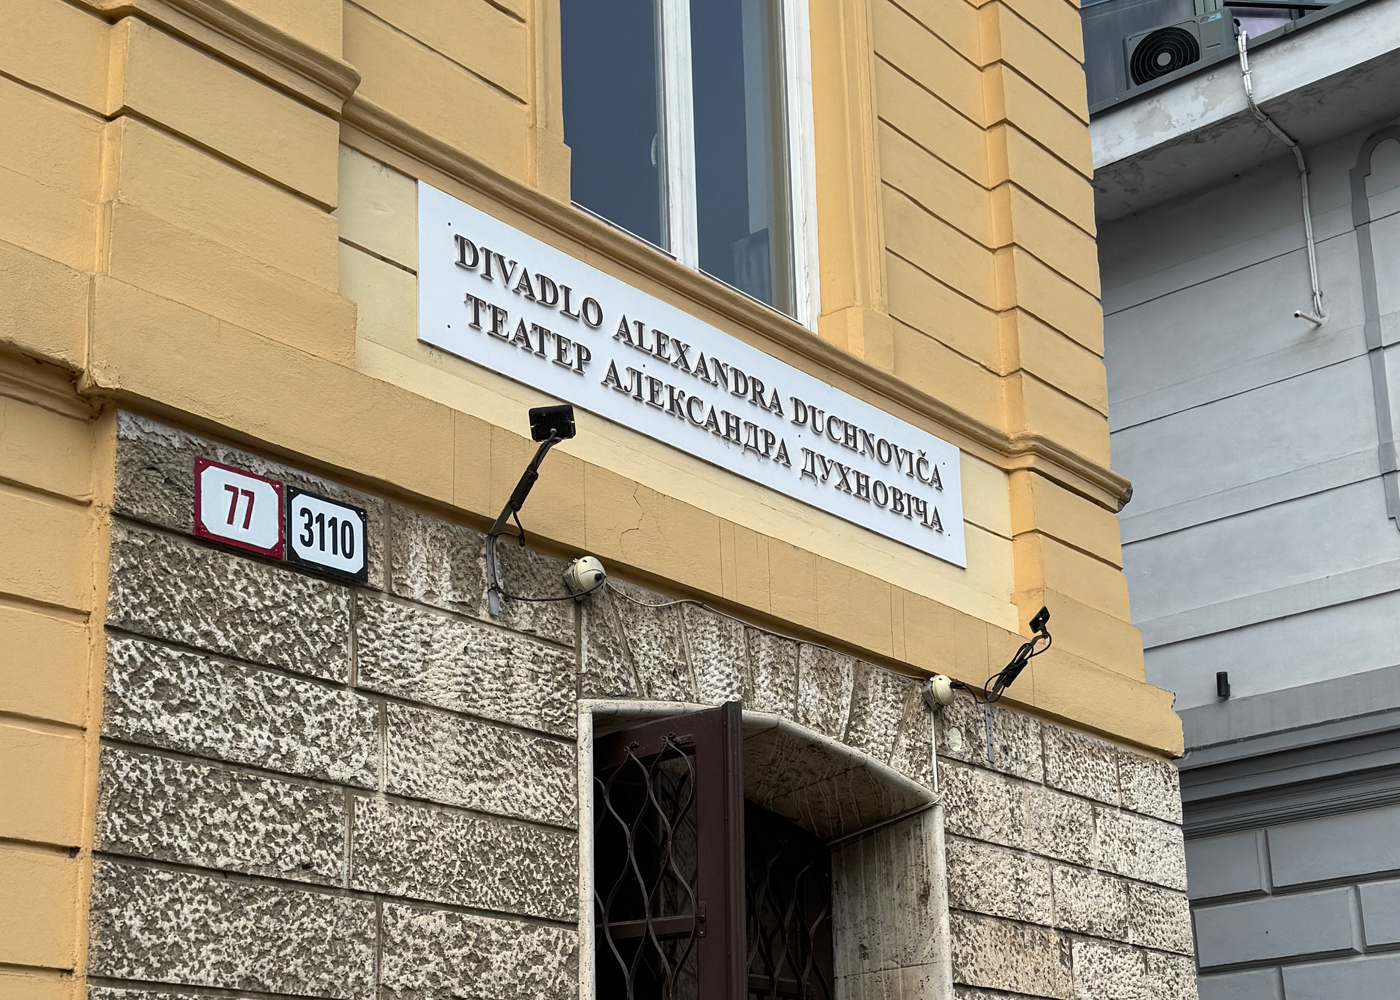 DIVADLO ALEXANDRA DUCHNOVIČA
ТЕАТЕР АЛЕКСАНДРА ДУХНОВІЧА
77
3110